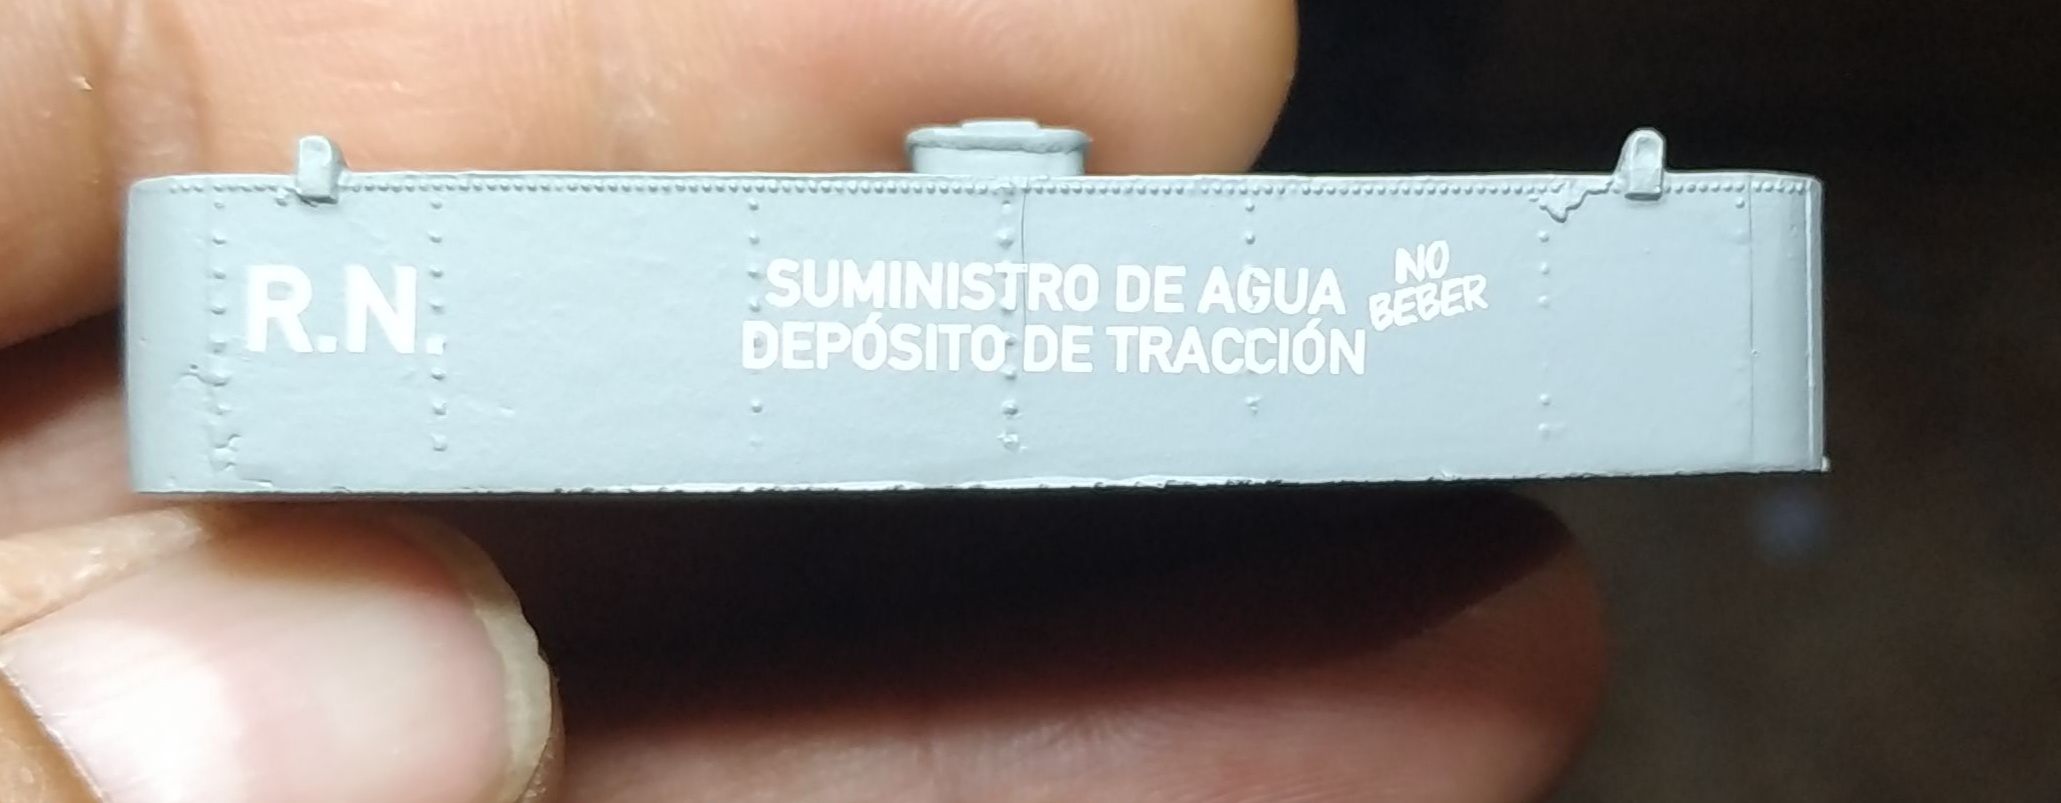 R.N.
SUMINISTRO DE AGUA
DEPÓSITO DE TRACCIÓN
NO
BEBER